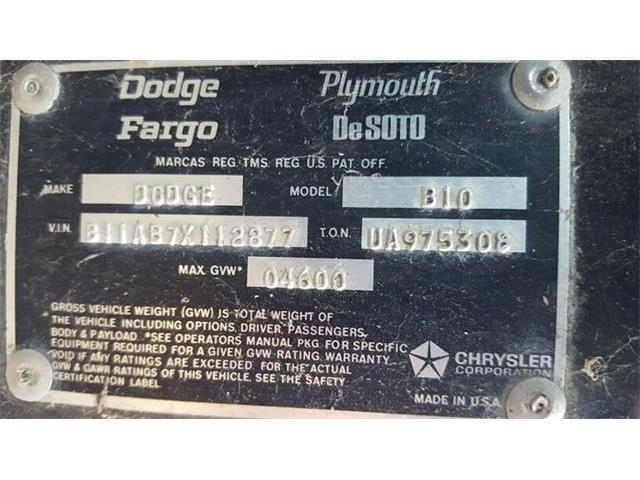 Dodge Plymouth
Fargo DeSOTO
MARCAS REG. TMS. REG. U.S. PAT. OFF.
MAKE DODGE MODEL B10
V.I.N. B11AB7X112877 T.O.N. UA975308
MAX. GVW* 04600
GROSS VEHICLE WEIGHT (GVW) IS TOTAL WEIGHT OF
THE VEHICLE INCLUDING OPTIONS, DRIVER, PASSENGERS,
BODY & PAYLOAD. *SEE OPERATORS MANUAL PKG. FOR SPECIFIC
EQUIPMENT REQUIRED FOR A GIVEN GVW RATING. WARRANTY
VOID IF ANY RATINGS ARE EXCEEDED. FOR THE ACTUAL
GVW & GAWR RATINGS OF THIS VEHICLE, SEE THE SAFETY
CERTIFICATION LABEL.
CHRYSLER
CORPORATION
MADE IN U.S.A.